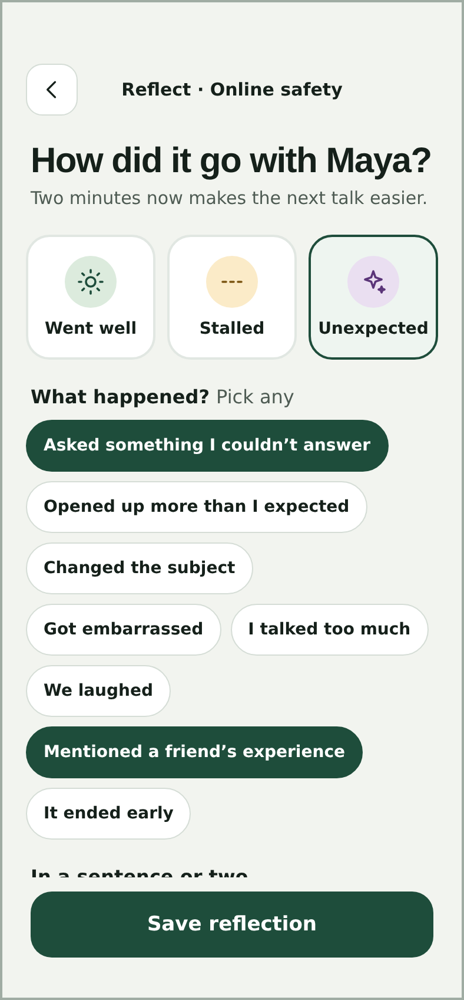 Reflect · Online safety
How did it go with Maya?
Two minutes now makes the next talk easier.
Went well
Stalled
Unexpected
What happened? Pick any
Asked something I couldn’t answer
Opened up more than I expected
Changed the subject
Got embarrassed
I talked too much
We laughed
Mentioned a friend’s experience
It ended early
In a sentence or two
Save reflection